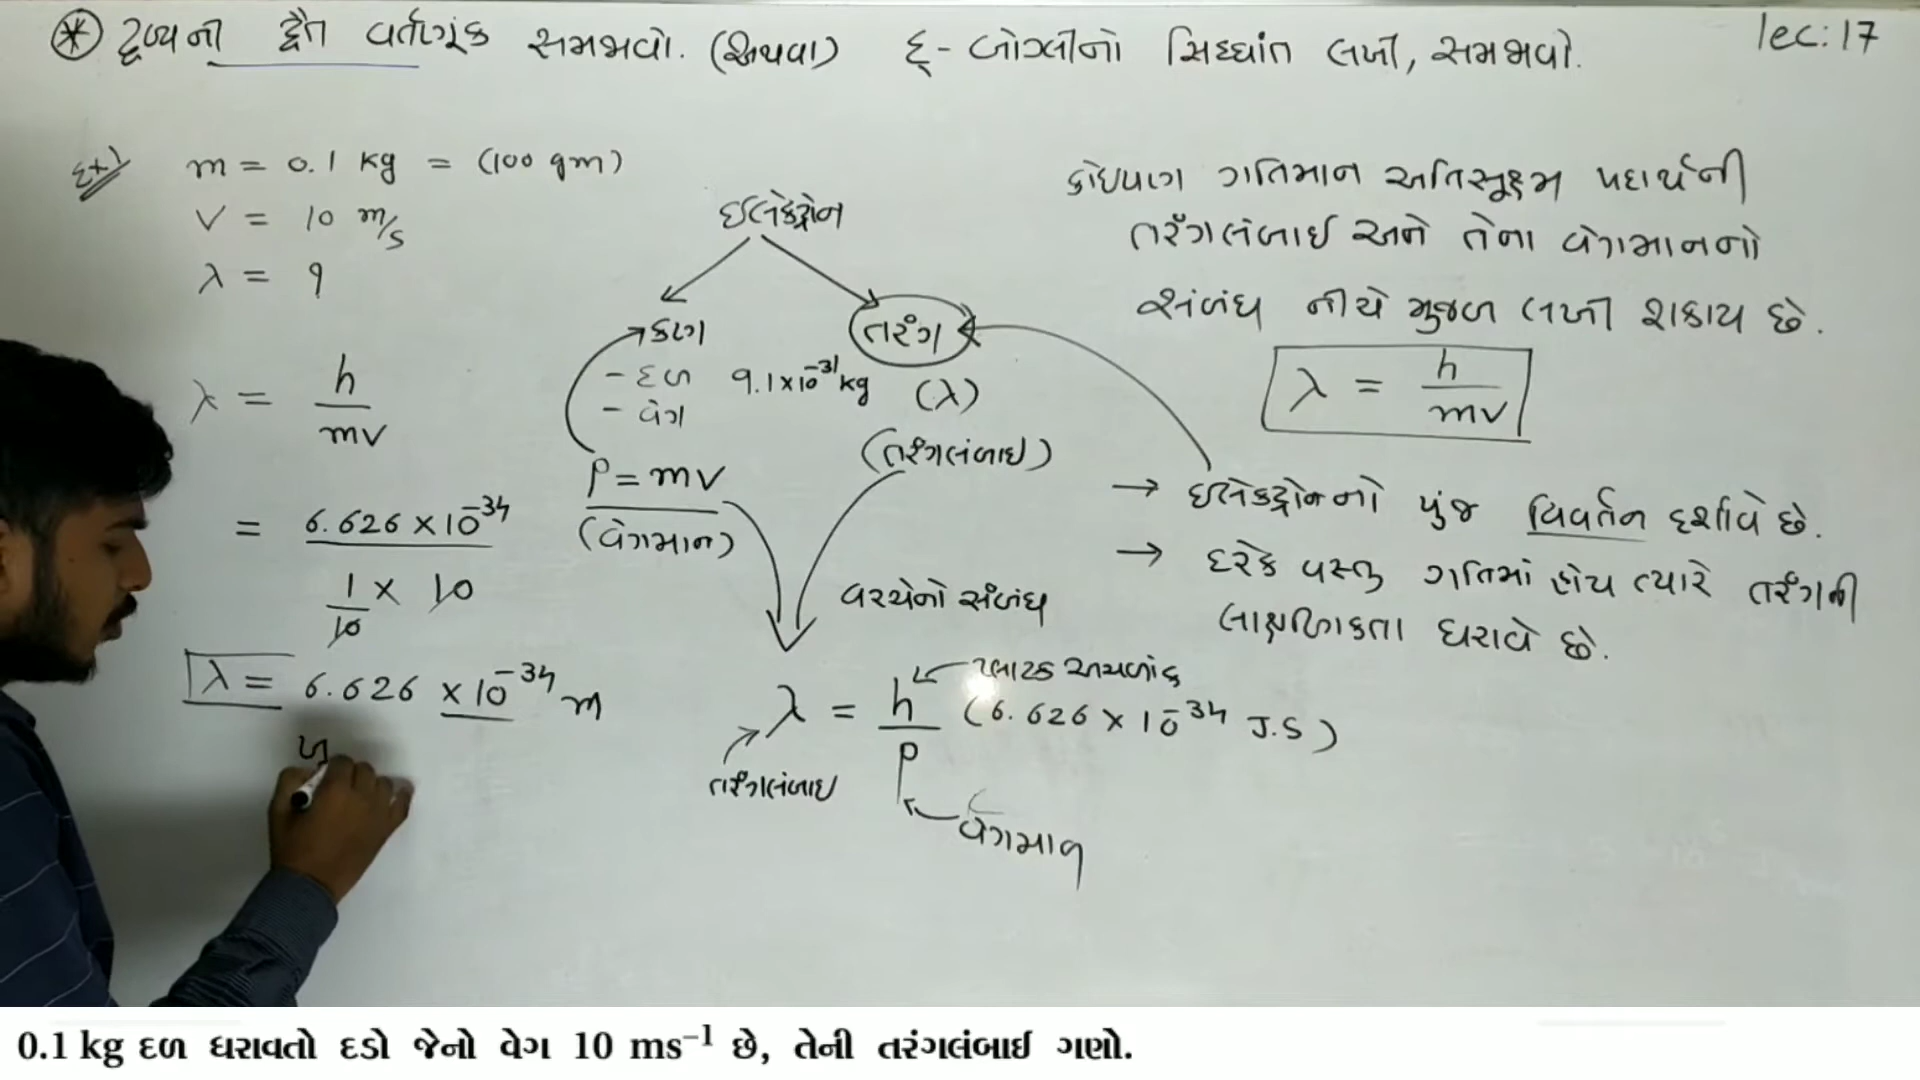 દ્રવ્યની દ્વૈત વર્તણૂંક સમજાવો. (અથવા) દ્-બ્રોગ્લીનો સિધ્ધાંત લખી, સમજાવો.
lec: 17
Ex1
m = 0.1 kg = (100 gm)
v = 10 m/s
λ = ?
λ = h/mv
= 6.626 × 10⁻³⁴
1/10 × 10
λ = 6.626 × 10⁻³⁴ m
ઇલેક્ટ્રોન
કણ
- દળ 9.1×10⁻³¹ kg
- વેગ
p = mv
(વેગમાન)
તરંગ
(λ)
(તરંગલંબાઇ)
વચ્ચેનો સંબંધ
λ = h/p (6.626 × 10⁻³⁴ J.S)
પ્લાન્ક અચળાંક
તરંગલંબાઇ
વેગમાન
કોઇપણ ગતિમાન અતિસૂક્ષ્મ પદાર્થની
તરંગલંબાઇ અને તેના વેગમાનનો
સંબંધ નીચે મુજબ લખી શકાય છે.
λ = h/mv
→ ઇલેક્ટ્રોનનો પુંજ વિવર્તન દર્શાવે છે.
→ દરેક વસ્તુ ગતિમાં હોય ત્યારે તરંગની
લાક્ષણિકતા ધરાવે છે.
0.1 kg દળ ધરાવતો દડો જેનો વેગ 10 ms⁻¹ છે, તેની તરંગલંબાઈ ગણો.